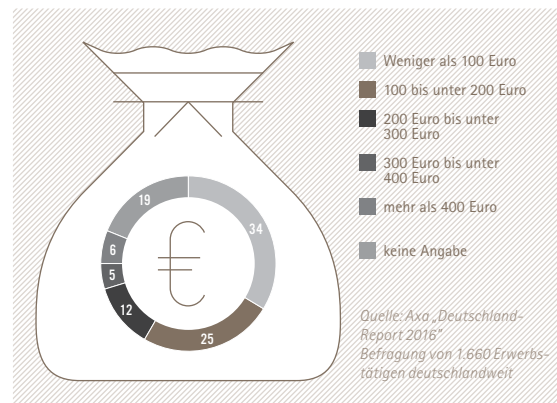 Weniger als 100 Euro
100 bis unter 200 Euro
200 Euro bis unter
300 Euro
300 Euro bis unter
400 Euro
mehr als 400 Euro
keine Angabe
34
25
12
5
6
19
€
Quelle: Axa „Deutschland-
Report 2016"
Befragung von 1.660 Erwerbs-
tätigen deutschlandweit